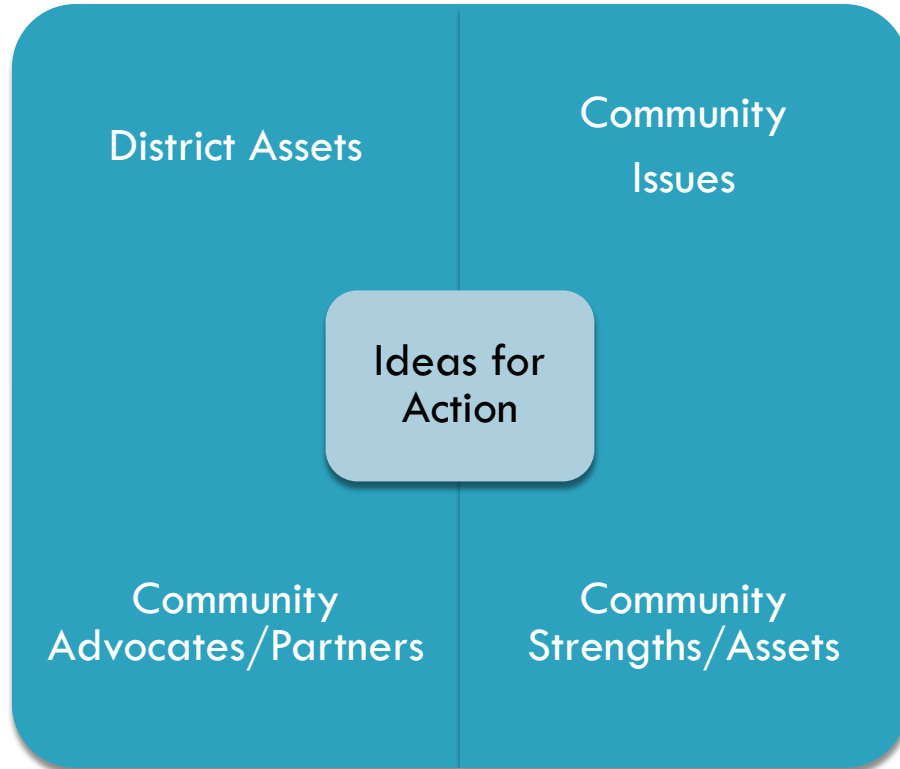 District Assets
Community
Issues
Ideas for
Action
Community
Advocates/Partners
Community
Strengths/Assets